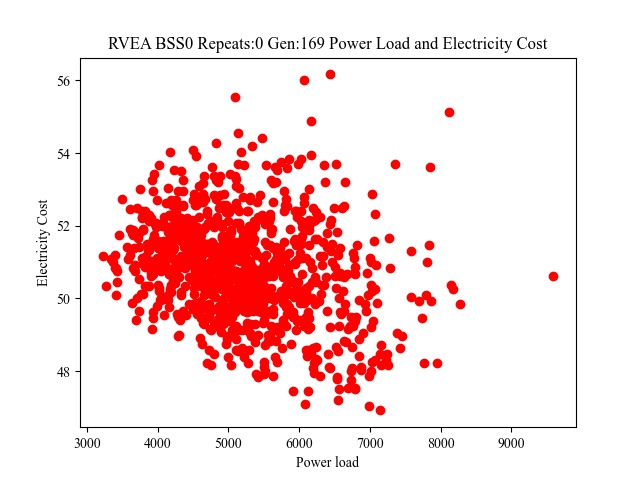 RVEA BSS0 Repeats:0 Gen:169 Power Load and Electricity Cost
56
54
52
50
48
Electricity Cost
3000 4000 5000 6000 7000 8000 9000
Power load